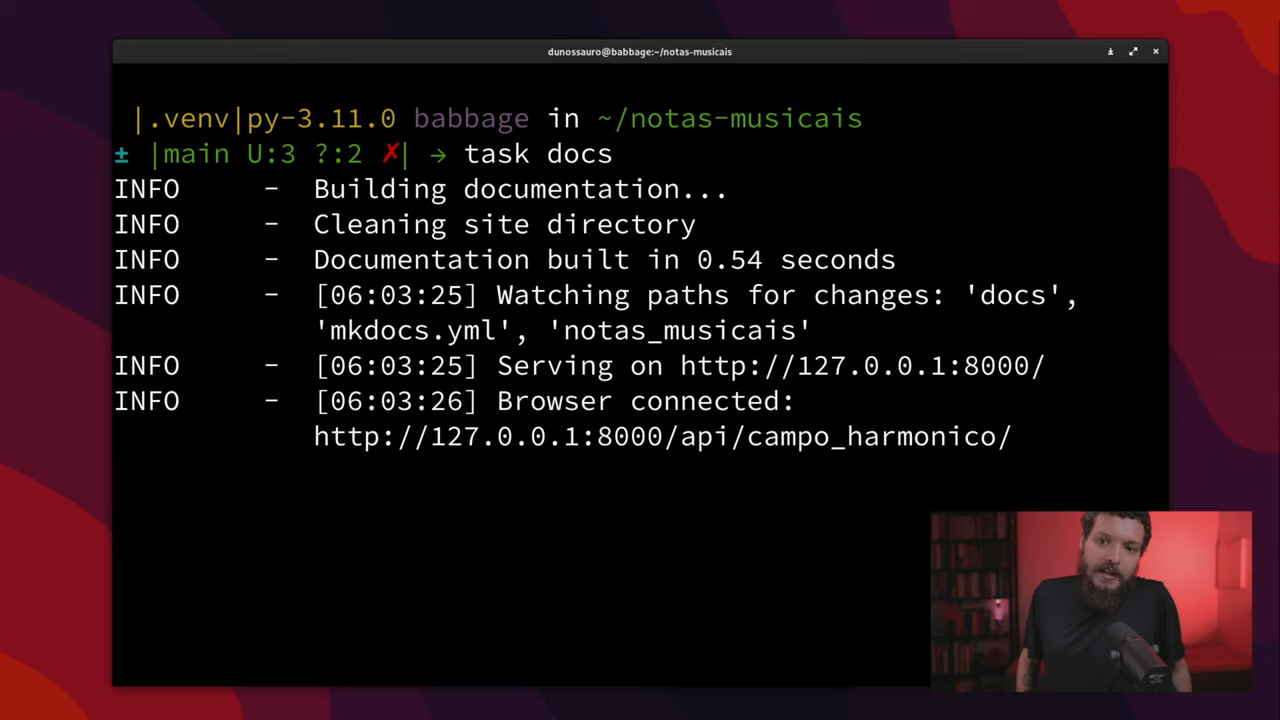 dunossauro@babbage:~/notas-musicais
|.venv|py-3.11.0 babbage in ~/notas-musicais
± |main U:3 ?:2 ✗| → task docs
INFO - Building documentation...
INFO - Cleaning site directory
INFO - Documentation built in 0.54 seconds
INFO - [06:03:25] Watching paths for changes: 'docs',
'mkdocs.yml', 'notas_musicais'
INFO - [06:03:25] Serving on http://127.0.0.1:8000/
INFO - [06:03:26] Browser connected:
http://127.0.0.1:8000/api/campo_harmonico/